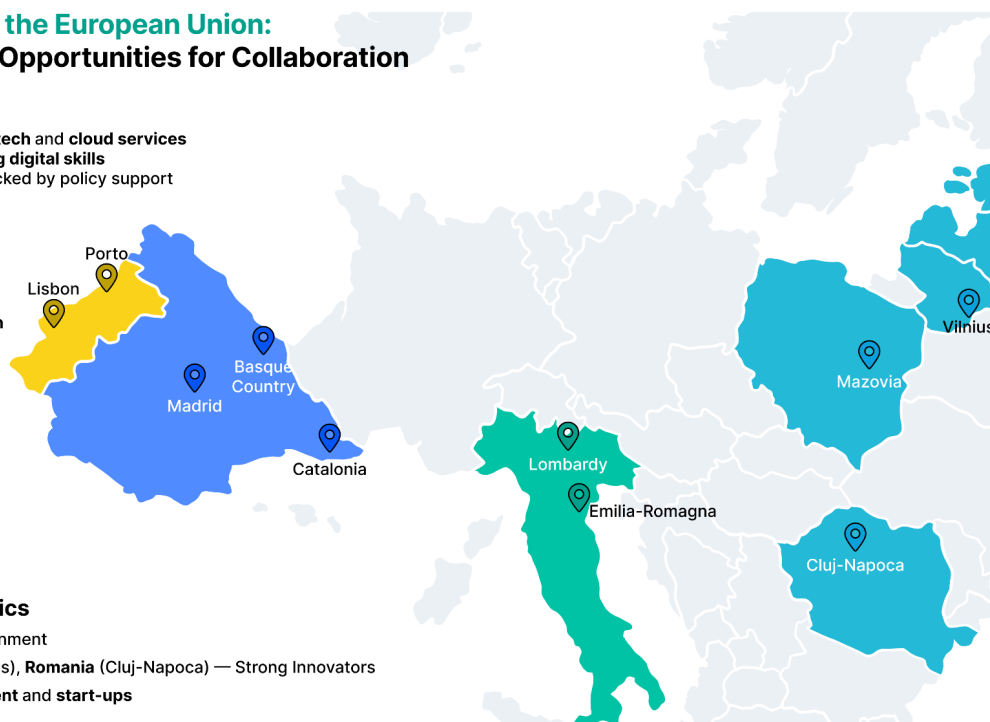 the European Union:
Opportunities for Collaboration
tech and cloud services
g digital skills
cked by policy support
Porto
Lisbon
n
Basque
Country
Madrid
Catalonia
Lombardy
Emilia-Romagna
Vilnius
Mazovia
Cluj-Napoca
ics
nment
s), Romania (Cluj-Napoca) — Strong Innovators
ent and start-ups